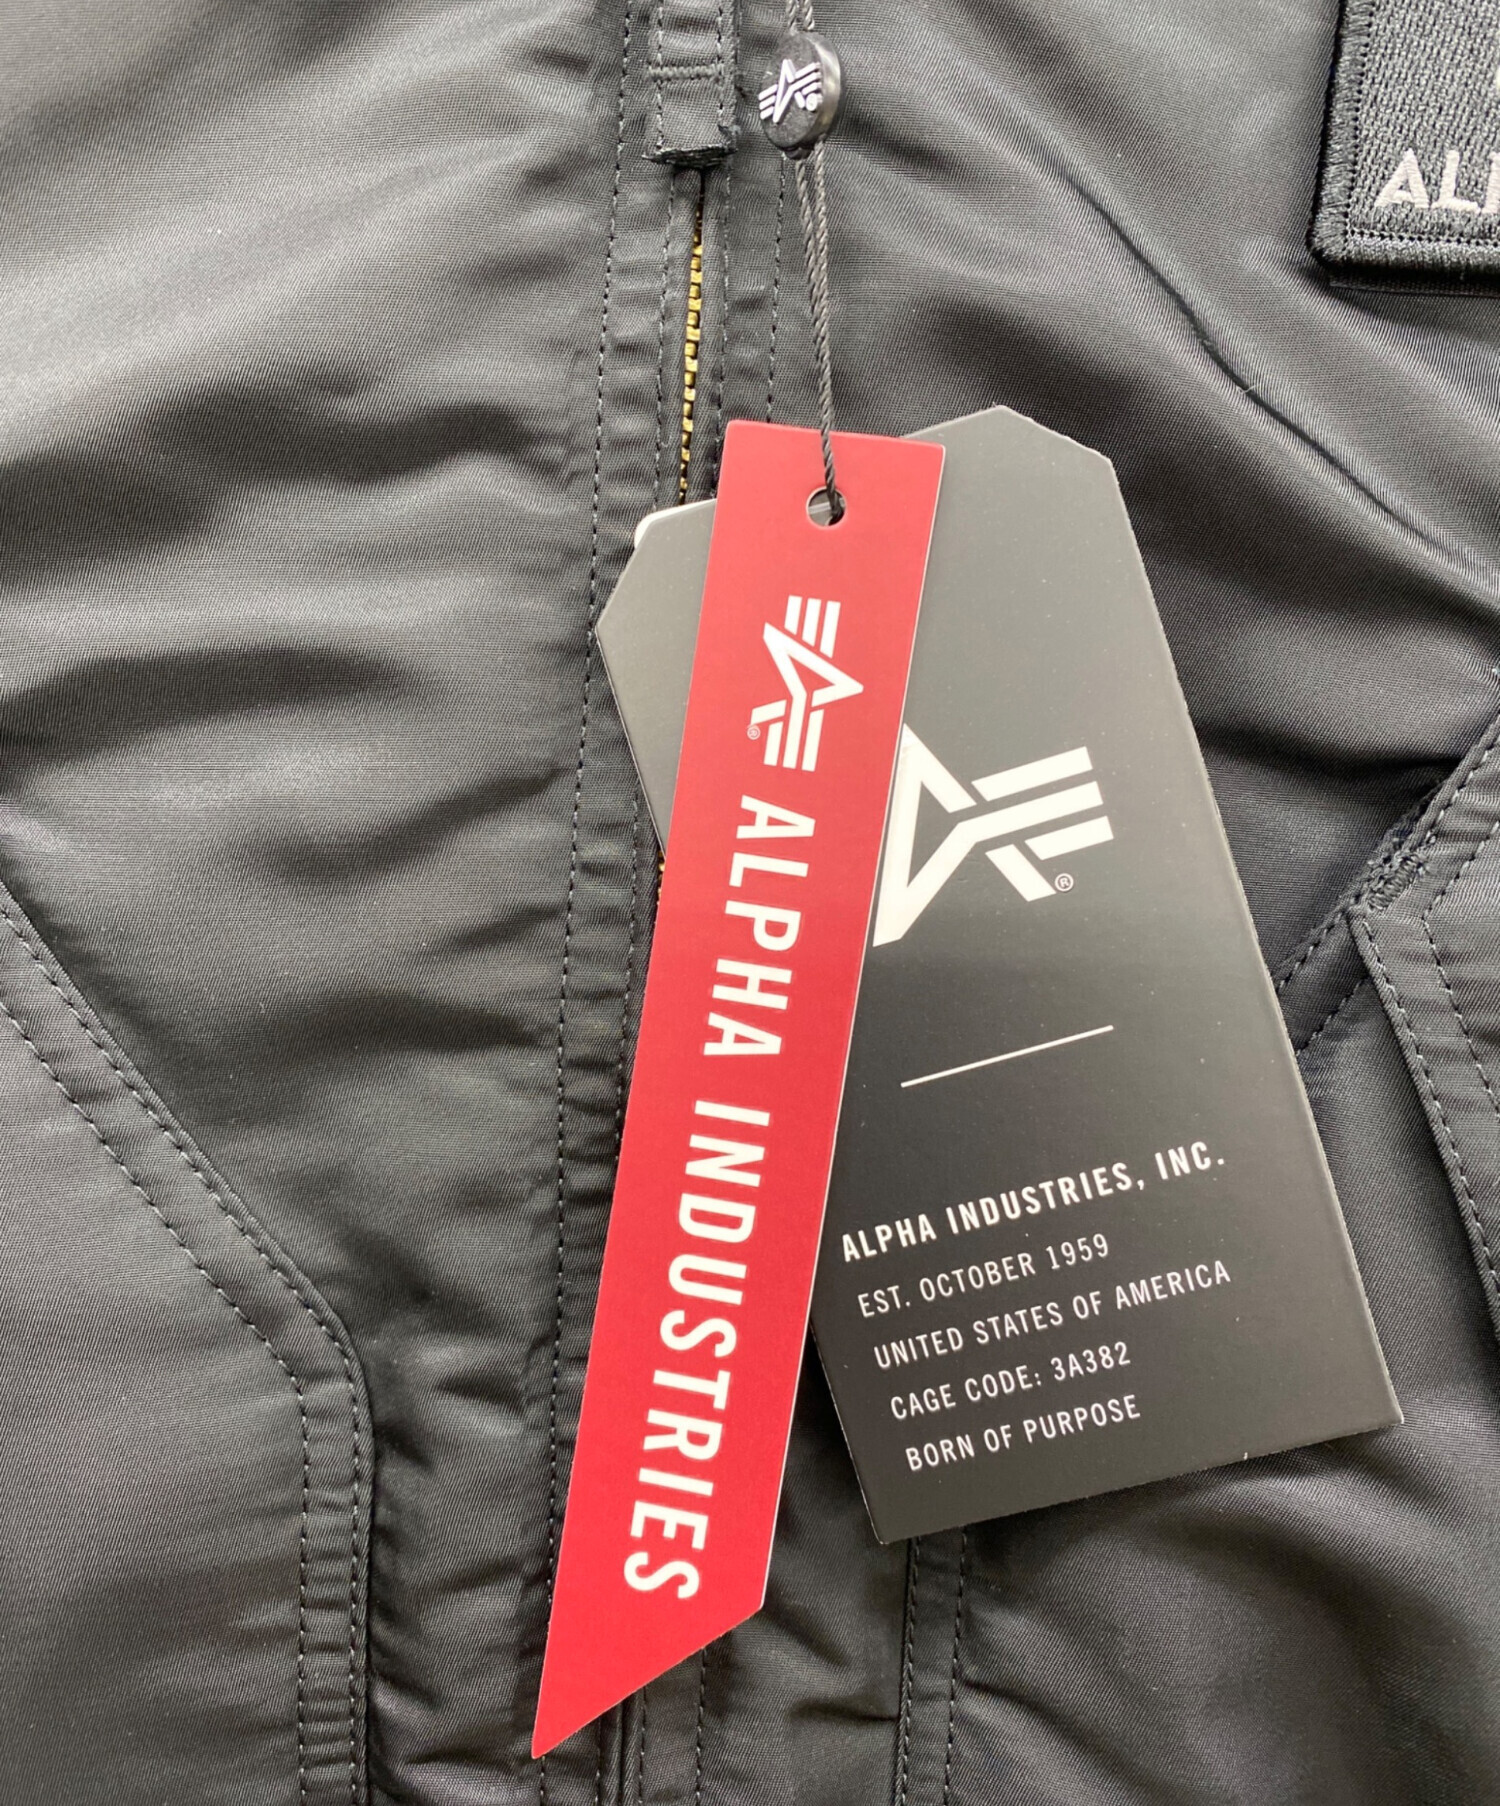 ALPHA INDUSTRIES
®
ALPHA INDUSTRIES, INC.
EST. OCTOBER 1959
UNITED STATES OF AMERICA
CAGE CODE: 3A382
BORN OF PURPOSE